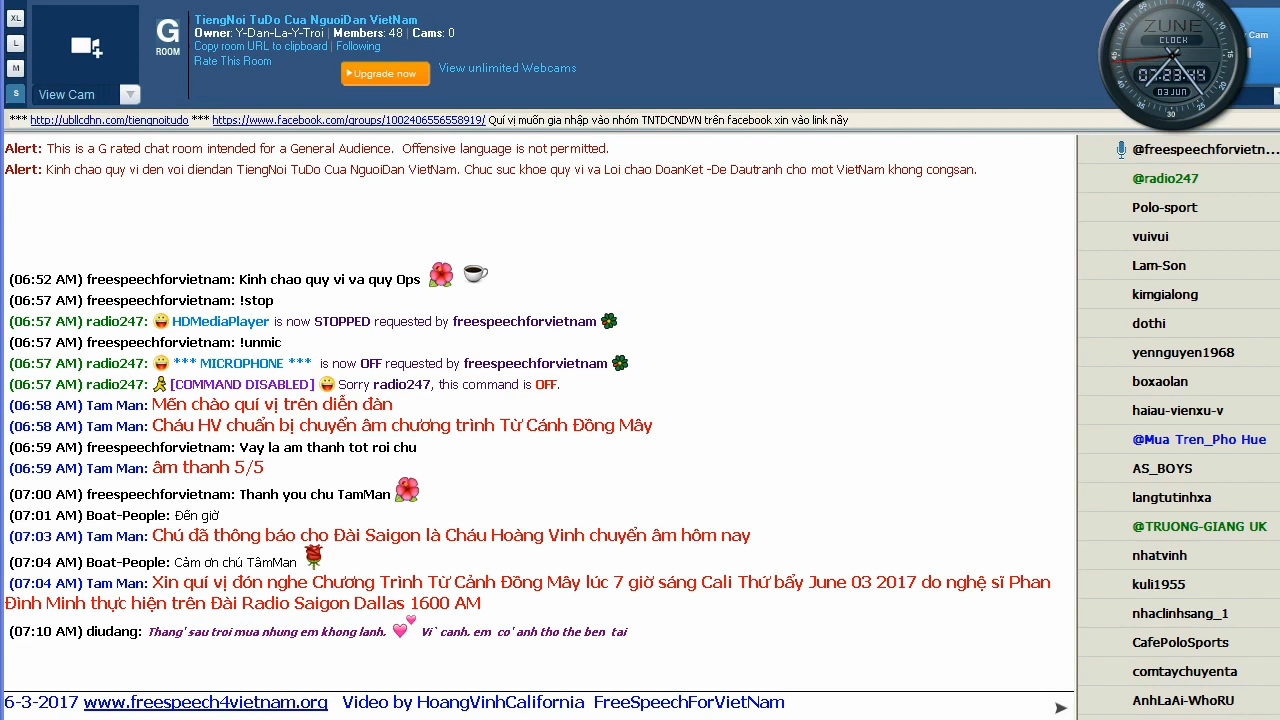 XL
L
M
S
View Cam
G
ROOM
TiengNoi TuDo Cua NguoiDan VietNam
Owner: Y-Dan-La-Y-Troi | Members: 48 | Cams: 0
Copy room URL to clipboard | Following
Rate This Room
Upgrade now
View unlimited Webcams
ZUNE
CLOCK
07:23:44
03 JUN
30
Cam
*** http://ubllcdhn.com/tiengnoitudo *** https://www.facebook.com/groups/1002406556558919/ Quí vị muốn gia nhập vào nhóm TNTDCNDVN trên facebook xin vào link nãy
Alert: This is a G rated chat room intended for a General Audience. Offensive language is not permitted.
Alert: Kinh chao quy vi den voi diendan TiengNoi TuDo Cua NguoiDan VietNam. Chuc suc khoe quy vi va Loi chao DoanKet -De Dautranh cho mot VietNam khong congsan.
(06:52 AM) freespeechforvietnam: Kinh chao quy vi va quy Ops
(06:57 AM) freespeechforvietnam: !stop
(06:57 AM) radio247: HDMediaPlayer is now STOPPED requested by freespeechforvietnam
(06:57 AM) freespeechforvietnam: !unmic
(06:57 AM) radio247: *** MICROPHONE *** is now OFF requested by freespeechforvietnam
(06:57 AM) radio247: [COMMAND DISABLED] Sorry radio247, this command is OFF.
(06:58 AM) Tam Man: Mến chào quí vị trên diễn đàn
(06:58 AM) Tam Man: Cháu HV chuẩn bị chuyển âm chương trình Từ Cánh Đồng Mây
(06:59 AM) freespeechforvietnam: Vay la am thanh tot roi chu
(06:59 AM) Tam Man: âm thanh 5/5
(07:00 AM) freespeechforvietnam: Thank you chu TamMan
(07:01 AM) Boat-People: Đến giờ
(07:03 AM) Tam Man: Chú đã thông báo cho Đài Saigon là Cháu Hoàng Vinh chuyển âm hôm nay
(07:04 AM) Boat-People: Cảm ơn chú TâmMan
(07:04 AM) Tam Man: Xin quí vị đón nghe Chương Trình Từ Cảnh Đồng Mây lúc 7 giờ sáng Cali Thứ bẩy June 03 2017 do nghệ sĩ Phan
Đình Minh thực hiện trên Đài Radio Saigon Dallas 1600 AM
(07:10 AM) diudang: Thang' sau troi mua nhung em khong lanh. Vi` canh. em co' anh tho the ben tai
6-3-2017 www.freespeech4vietnam.org Video by HoangVinhCalifornia FreeSpeechForVietNam
@freespeechforvietn...
@radio247
Polo-sport
vuivui
Lam-Son
kimgialong
dothi
yennguyen1968
boxaolan
haiau-vienxu-v
@Mua Tren_Pho Hue
AS_BOYS
langtutinhxa
@TRUONG-GIANG UK
nhatvinh
kuli1955
nhaclinhsang_1
CafePoloSports
comtaychuyenta
AnhLaAi-WhoRU